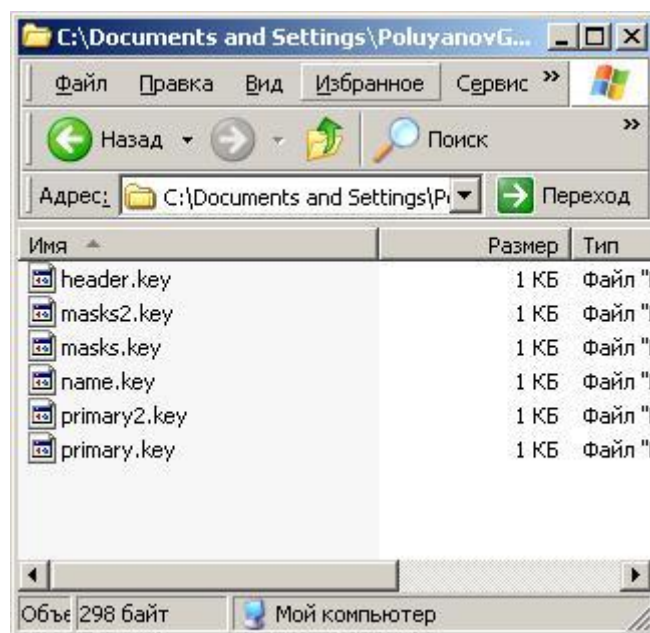 C:\Documents and Settings\PoluyanovG...
Файл Правка Вид Избранное Сервис »
Назад Поиск »
Адрес: C:\Documents and Settings\P Переход
Имя Размер Тип
header.key 1 КБ Файл "
masks2.key 1 КБ Файл "
masks.key 1 КБ Файл "
name.key 1 КБ Файл "
primary2.key 1 КБ Файл "
primary.key 1 КБ Файл "
Объе 298 байт Мой компьютер